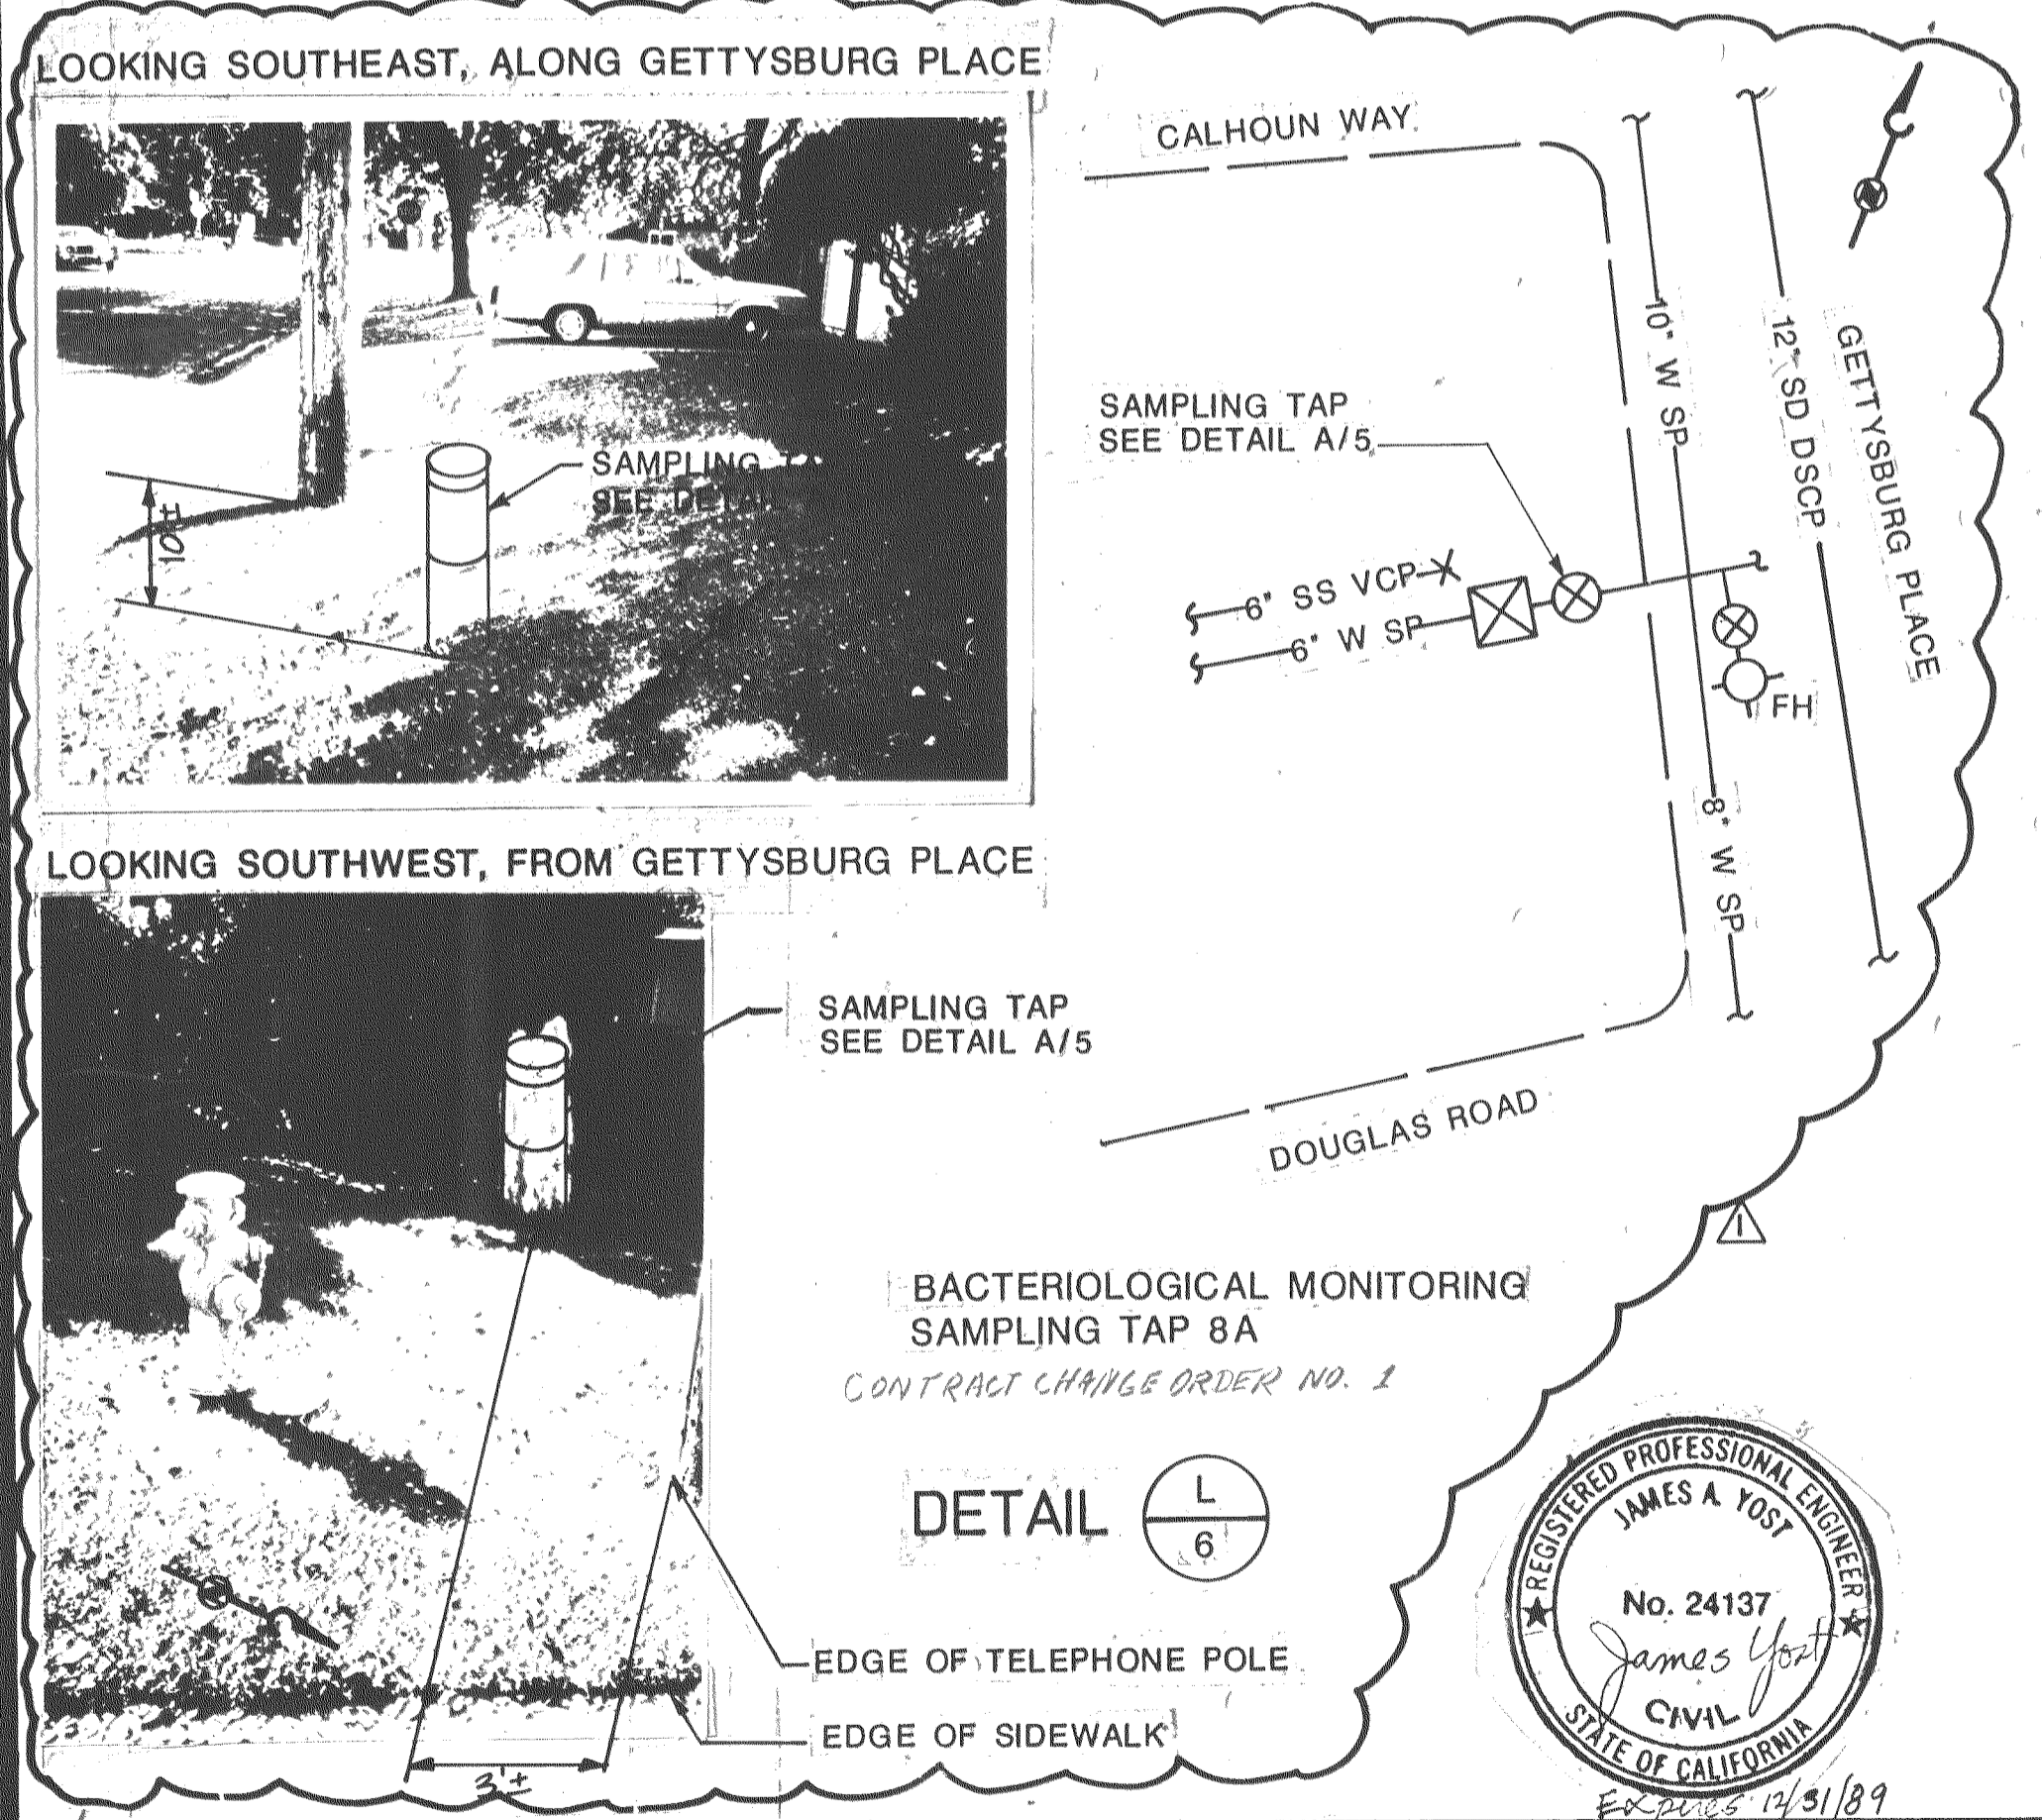 LOOKING SOUTHEAST, ALONG GETTYSBURG PLACE
SAMPLING
SEE
CALHOUN WAY
10" W SP
12" SD DSCP
GETTYSBURG PLACE
SAMPLING TAP
SEE DETAIL A/5
6" SS VCP
6" W SP
FH
8" W SP
DOUGLAS ROAD
LOOKING SOUTHWEST, FROM GETTYSBURG PLACE
SAMPLING TAP
SEE DETAIL A/5
1
BACTERIOLOGICAL MONITORING
SAMPLING TAP 8A
CONTRACT CHANGE ORDER NO. 1
DETAIL L
6
EDGE OF TELEPHONE POLE
EDGE OF SIDEWALK
3'±
REGISTERED PROFESSIONAL ENGINEER
JAMES A. YOST
No. 24137
James Yost
CIVIL
STATE OF CALIFORNIA
Expires 12/31/89